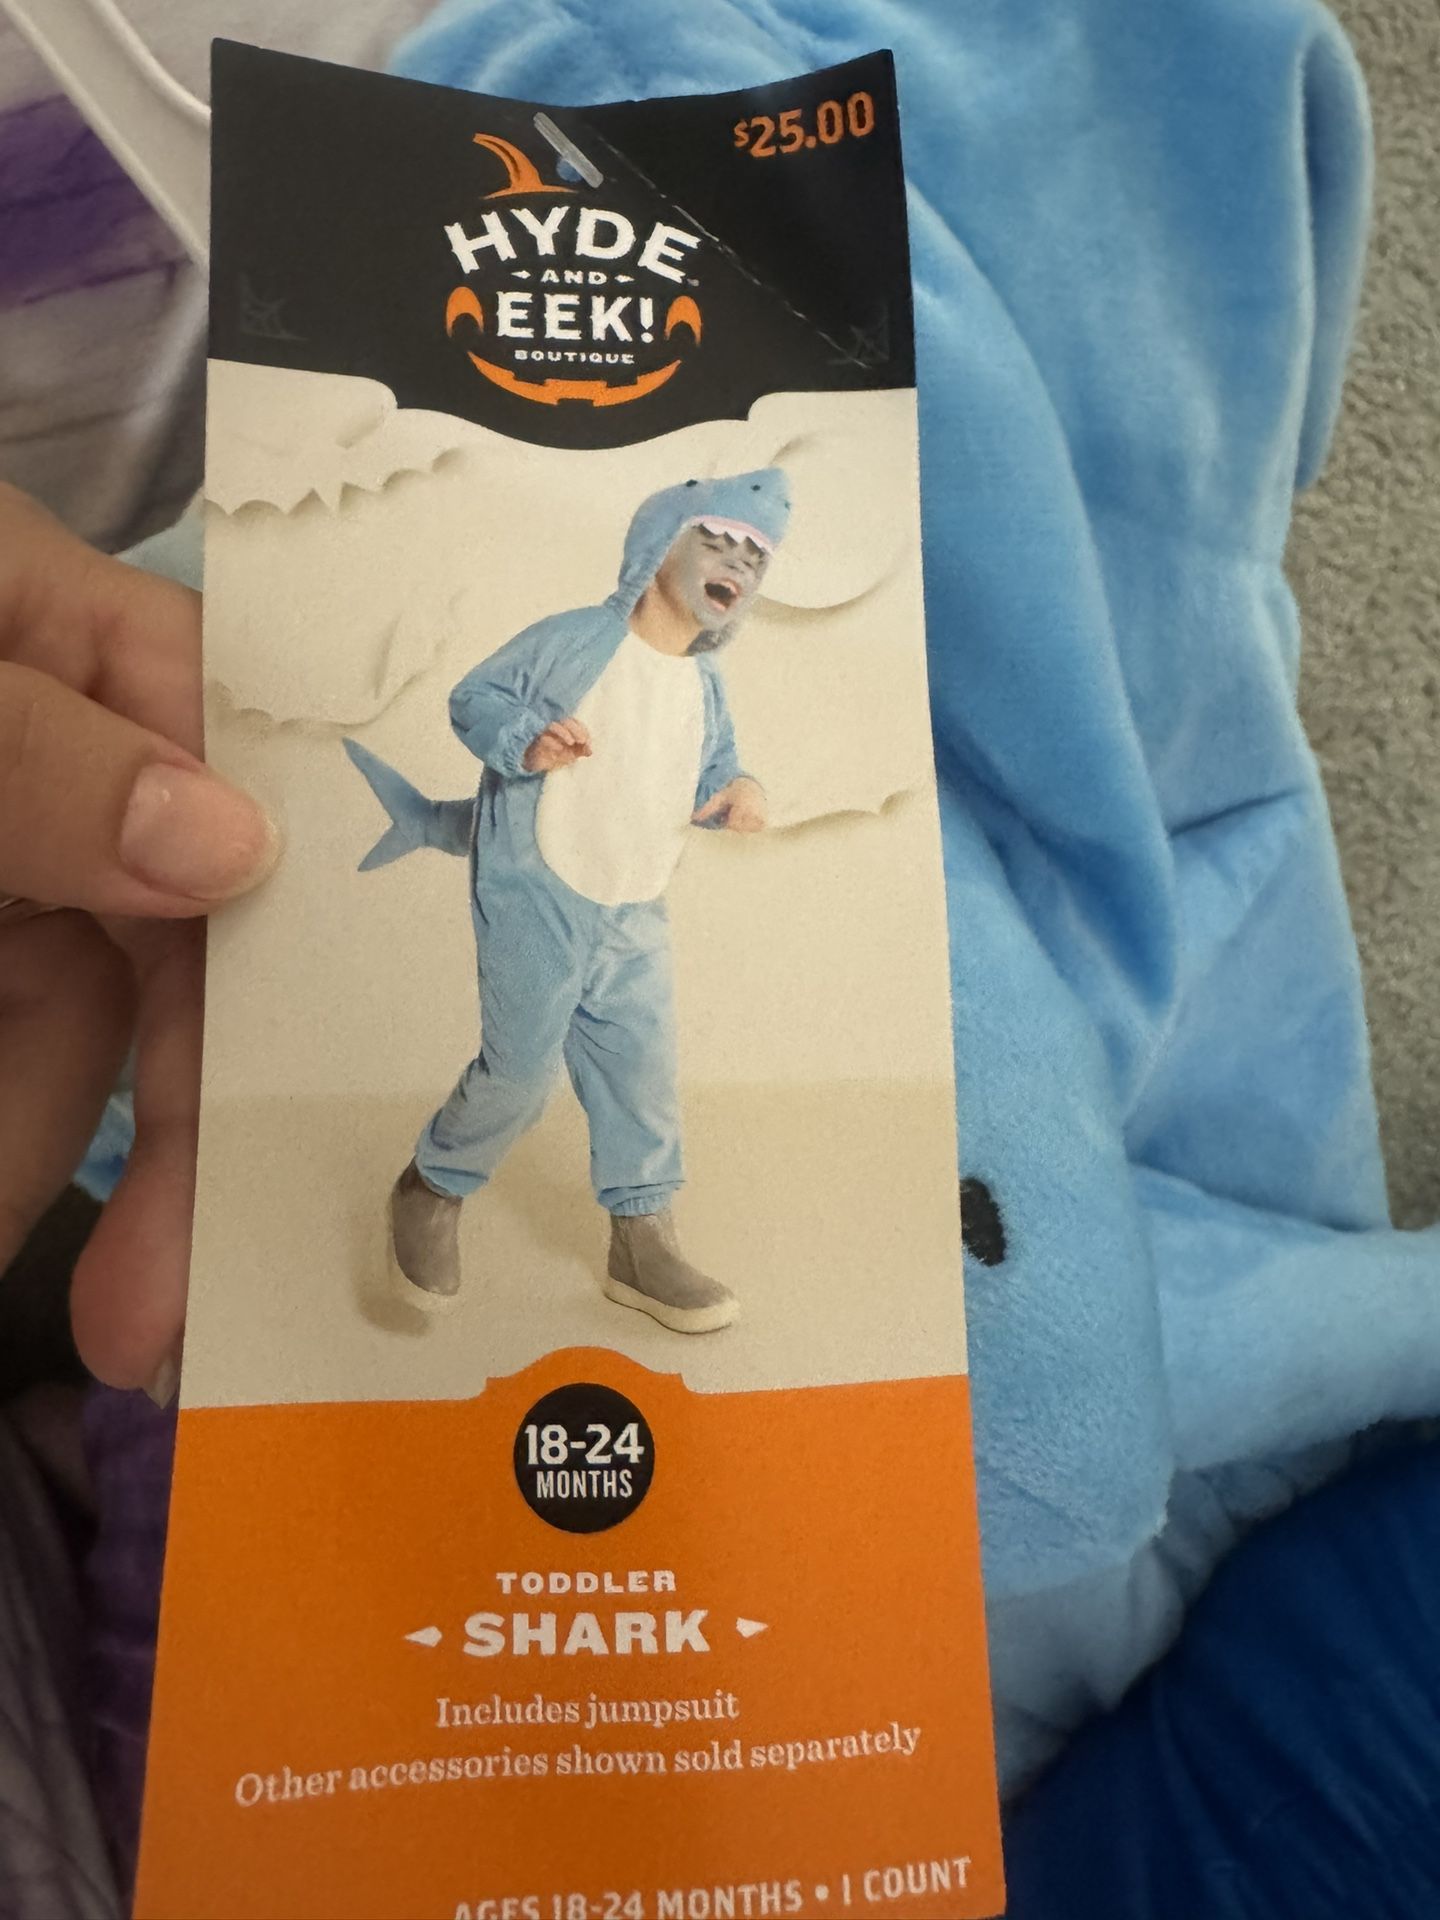 $25.00
HYDE
AND
EEK!
BOUTIQUE
18-24
MONTHS
TODDLER
SHARK
Includes jumpsuit
Other accessories shown sold separately
AGES 18-24 MONTHS • 1 COUNT